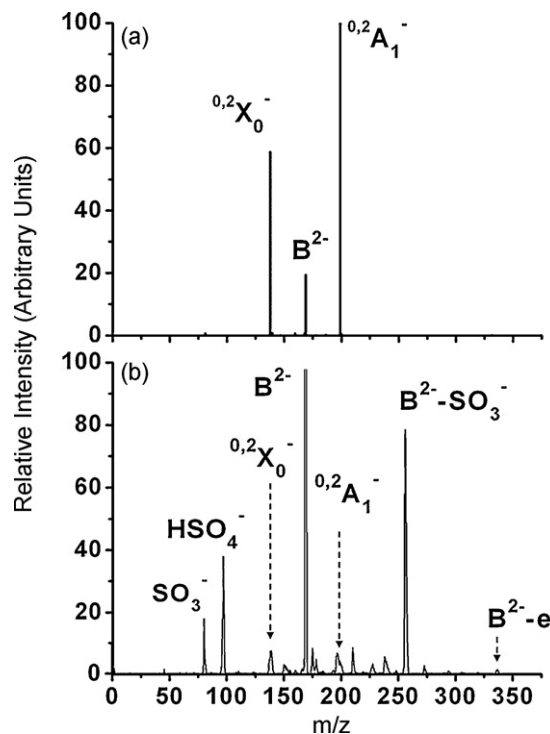 Relative Intensity (Arbitrary Units)
(a)
100
80
60
40
20
0
0,2X0-
B2-
0,2A1-
(b)
100
80
60
40
20
0
SO3-
HSO4-
0,2X0-
B2-
0,2A1-
B2--SO3-
B2--e
0 50 100 150 200 250 300 350
m/z